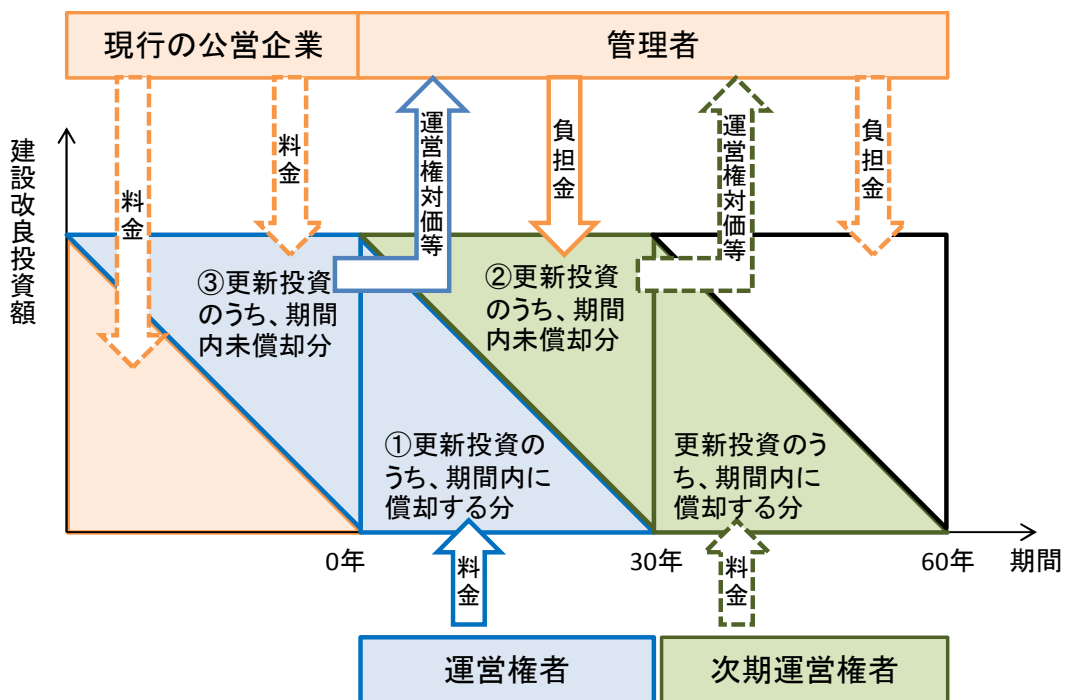 現行の公営企業
管理者
料金
料金
運営権対価等
負担金
運営権対価等
負担金
建設改良投資額
③更新投資
のうち、期間
内未償却分
②更新投資
のうち、期間
内未償却分
①更新投資の
うち、期間内に
償却する分
更新投資のう
ち、期間内に
償却する分
0年
30年
60年
期間
料金
料金
運営権者
次期運営権者